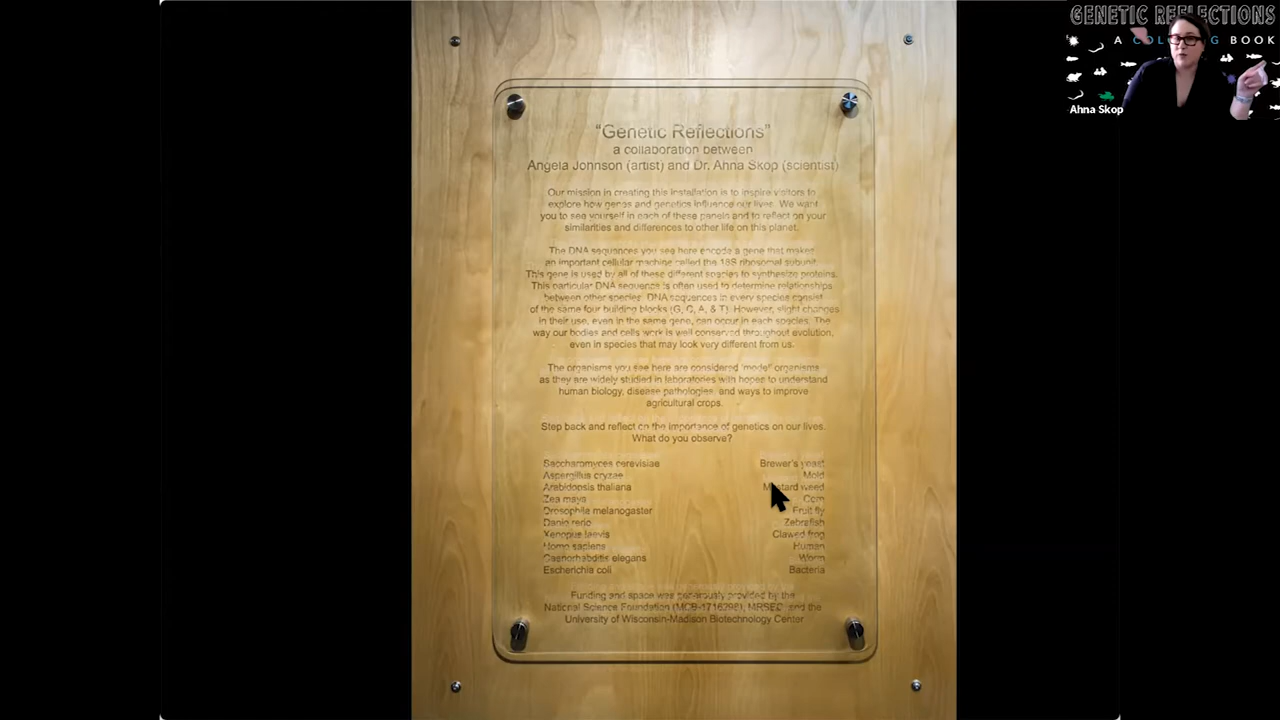 GENETIC REFLECTIONS
A COLORING BOOK
Ahna Skop
“Genetic Reflections”
a collaboration between
Angela Johnson (artist) and Dr. Ahna Skop (scientist)
Our mission in creating this installation is to inspire visitors to
explore how genes and genetics influence our lives. We want
you to see yourself in each of these panels and to reflect on your
similarities and differences to other life on this planet.
The DNA sequences you see here encode a gene that makes
an important cellular machine called the 18S ribosomal subunit.
This gene is used by all of these different species to synthesize proteins.
This particular DNA sequence is often used to determine relationships
between other species. DNA sequences in every species consist
of the same four building blocks (G, C, A, & T). However, slight changes
in their use, even in the same gene, can occur in each species. The
way our bodies and cells work is well conserved throughout evolution,
even in species that may look very different from us.
The organisms you see here are considered 'model' organisms
as they are widely studied in laboratories with hopes to understand
human biology, disease pathologies, and ways to improve
agricultural crops.
Step back and reflect on the importance of genetics on our lives.
What do you observe?
Saccharomyces cerevisiae Brewer's yeast
Aspergillus oryzae Mold
Arabidopsis thaliana Mustard weed
Zea mays Corn
Drosophila melanogaster Fruit fly
Danio rerio Zebrafish
Xenopus laevis Clawed frog
Homo sapiens Human
Caenorhabditis elegans Worm
Escherichia coli Bacteria
Funding and space was generously provided by the
National Science Foundation (MCB-1716298), MRSEC, and the
University of Wisconsin-Madison Biotechnology Center